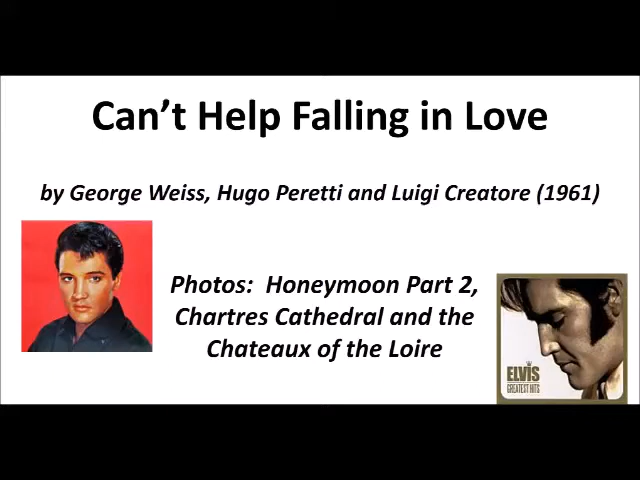 Can’t Help Falling in Love
by George Weiss, Hugo Peretti and Luigi Creatore (1961)
Photos:  Honeymoon Part 2,
Chartres Cathedral and the
Chateaux of the Loire
ELVIS
GREATEST HITS